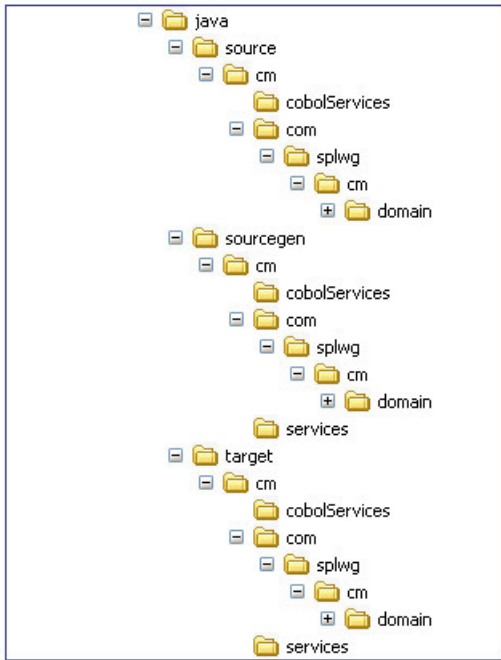 java
source
cm
cobolServices
com
splwg
cm
domain
sourcegen
cm
cobolServices
com
splwg
cm
domain
services
target
cm
cobolServices
com
splwg
cm
domain
services